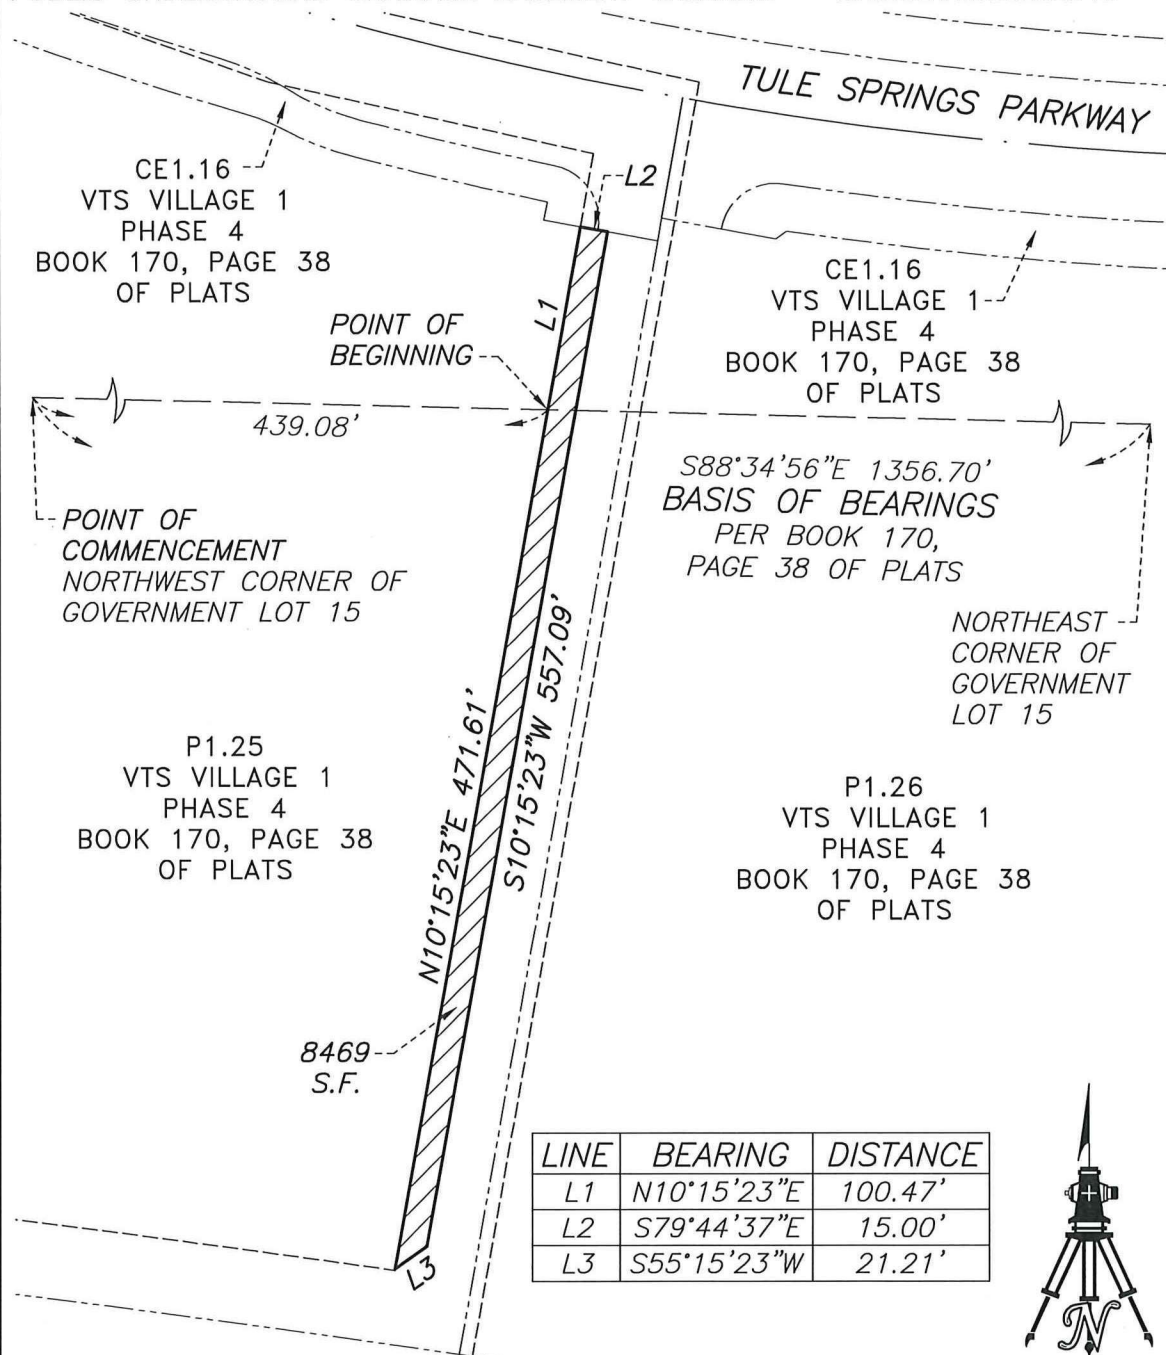 TULE SPRINGS PARKWAY
CE1.16
VTS VILLAGE 1
PHASE 4
BOOK 170, PAGE 38
OF PLATS
L2
L1
POINT OF
BEGINNING
CE1.16
VTS VILLAGE 1
PHASE 4
BOOK 170, PAGE 38
OF PLATS
439.08'
S88°34'56"E 1356.70'
BASIS OF BEARINGS
PER BOOK 170,
PAGE 38 OF PLATS
POINT OF
COMMENCEMENT
NORTHWEST CORNER OF
GOVERNMENT LOT 15
NORTHEAST
CORNER OF
GOVERNMENT
LOT 15
N10°15'23"E 471.61'
S10°15'23"W 557.09'
P1.25
VTS VILLAGE 1
PHASE 4
BOOK 170, PAGE 38
OF PLATS
P1.26
VTS VILLAGE 1
PHASE 4
BOOK 170, PAGE 38
OF PLATS
8469
S.F.
L3
LINE BEARING DISTANCE
L1 N10°15'23"E 100.47'
L2 S79°44'37"E 15.00'
L3 S55°15'23"W 21.21'
N